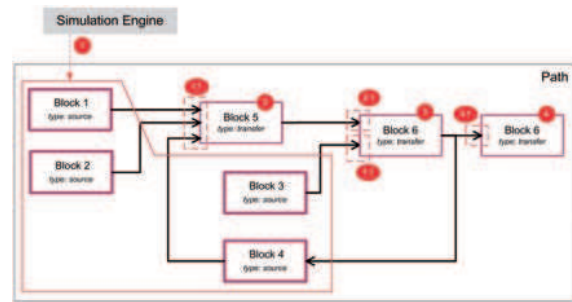 Simulation Engine
Path
Block 1
type: source
Block 5
type: transfer
Block 6
type: transfer
Block 6
type: transfer
Block 2
type: source
Block 3
type: source
Block 4
type: source